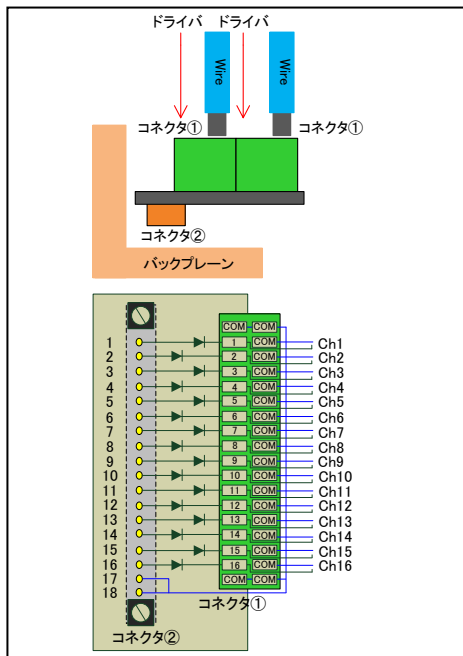 ドライバ ドライバ
Wire Wire
コネクタ① コネクタ①
コネクタ②
バックプレーン
COM COM
1 1 COM Ch1
2 2 COM Ch2
3 3 COM Ch3
4 4 COM Ch4
5 5 COM Ch5
6 6 COM Ch6
7 7 COM Ch7
8 8 COM Ch8
9 9 COM Ch9
10 10 COM Ch10
11 11 COM Ch11
12 12 COM Ch12
13 13 COM Ch13
14 14 COM Ch14
15 15 COM Ch15
16 16 COM Ch16
17 COM COM
18
コネクタ①
コネクタ②